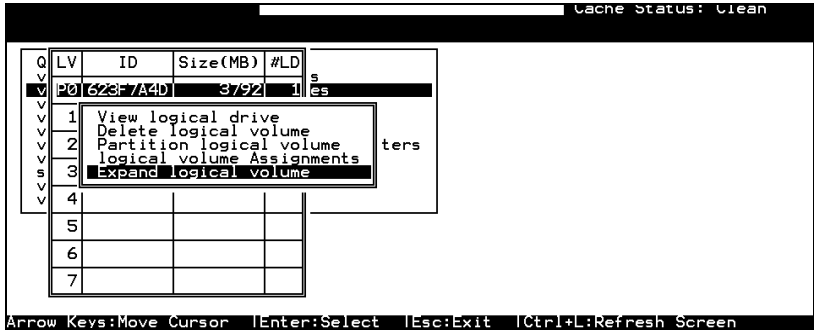 Cache Status: Clean
Q LV ID Size(MB) #LD
v s
v P0 623F7A4D 3792 1 es
v
v 1 View logical drive
Delete logical volume
v 2 Partition logical volume ters
v logical volume Assignments
s 3 Expand logical volume
v
v 4
5
6
7
Arrow Keys:Move Cursor |Enter:Select |Esc:Exit |Ctrl+L:Refresh Screen